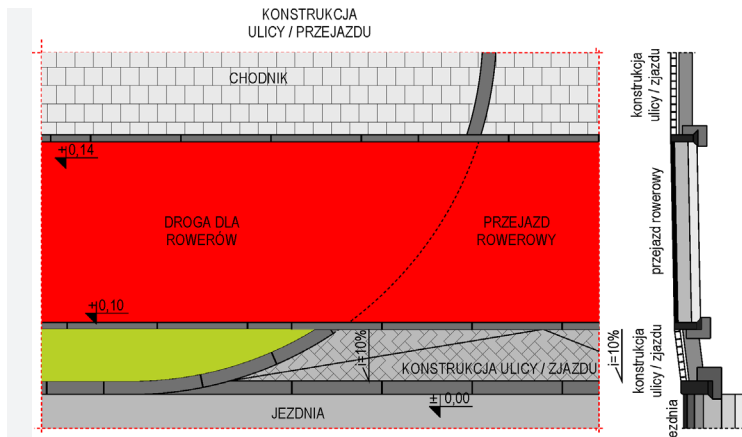 KONSTRUKCJA
ULICY / PRZEJAZDU
CHODNIK
+0,14
DROGA DLA
ROWERÓW
PRZEJAZD
ROWEROWY
+0,10
i=10%
i=10%
KONSTRUKCJA ULICY / ZJAZDU
JEZDNIA
± 0,00
konstrukcja
ulicy / zjazdu
przejazd rowerowy
konstrukcja
ulicy / zjazdu
jezdnia